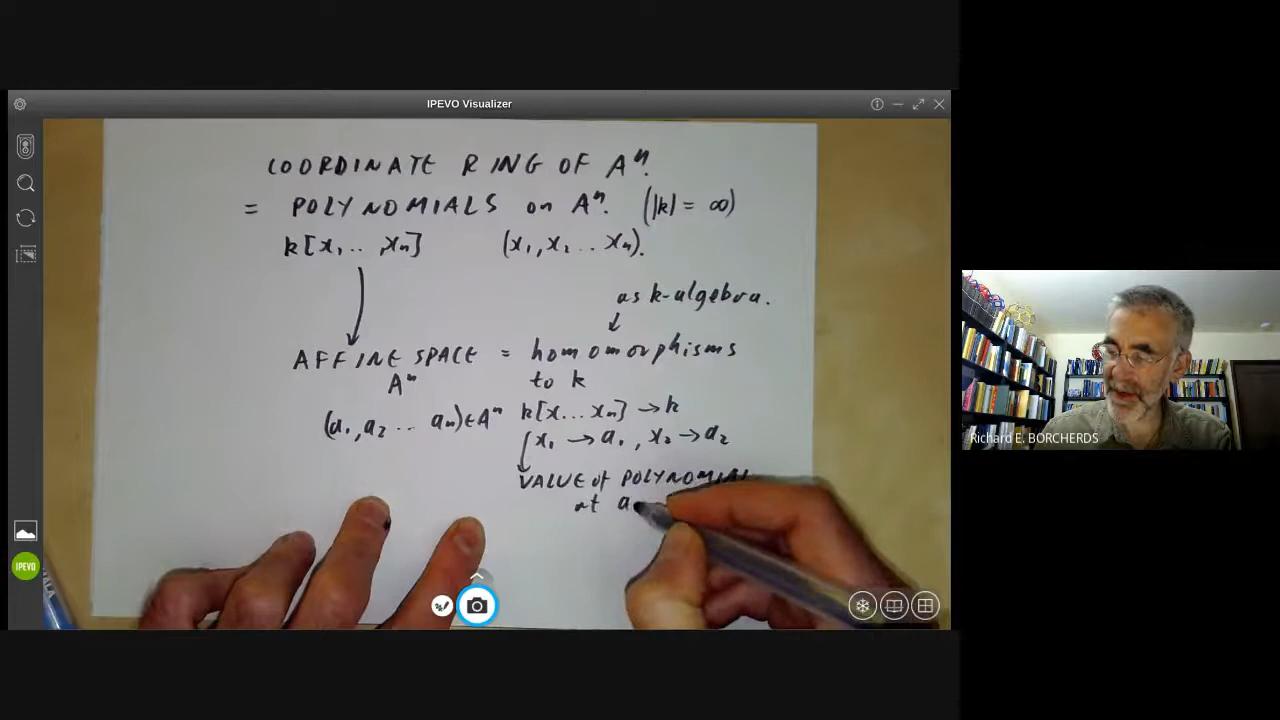 IPEVO Visualizer
COORDINATE RING OF Aⁿ.
= POLYNOMIALS on Aⁿ. (|k| = ∞)
k[x₁..,xₙ] (x₁,x₂...xₙ).
as k-algebra.
AFFINE SPACE = homomorphisms
Aⁿ to k
(a₁,a₂... aₙ)∈Aⁿ k[x...xₙ] → k
x₁ → a₁, x₂ → a₂
VALUE of POLYNOMIAL
at a
Richard E. BORCHERDS
IPEVO